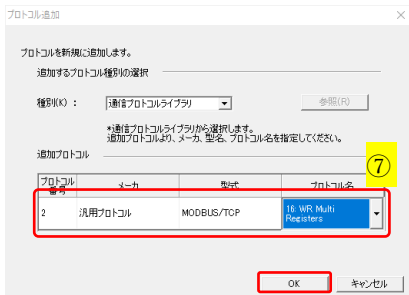 プロトコル追加
プロトコルを新規に追加します。
追加するプロトコル種別の選択
種別(K) :
通信プロトコルライブラリ
参照(R)
*通信プロトコルライブラリから選択します。
追加プロトコルより、メーカ, 型名, プロトコル名を指定してください。
追加プロトコル
⑦
プロトコル番号 メーカ 型式 プロトコル名
2 汎用プロトコル MODBUS/TCP 16: WR Multi Registers
OK キャンセル